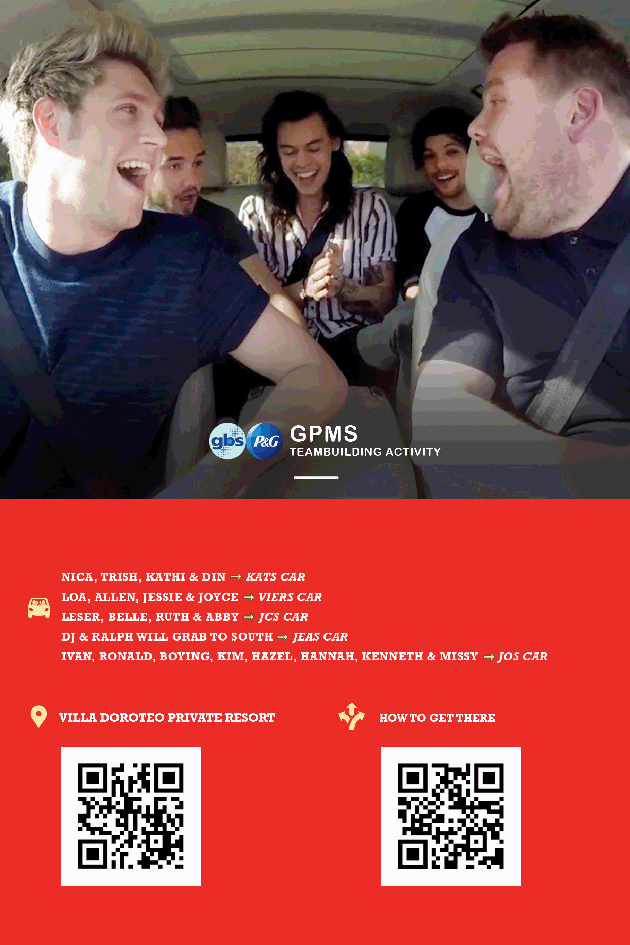 gbs P&G GPMS
TEAMBUILDING ACTIVITY
NICA, TRISH, KATHI & DIN → KATS CAR
LOA, ALLEN, JESSIE & JOYCE → VIERS CAR
LESER, BELLE, RUTH & ABBY → JCS CAR
DJ & RALPH WILL GRAB TO SOUTH → JEAS CAR
IVAN, RONALD, BOYING, KIM, HAZEL, HANNAH, KENNETH & MISSY → JOS CAR
VILLA DOROTEO PRIVATE RESORT
HOW TO GET THERE